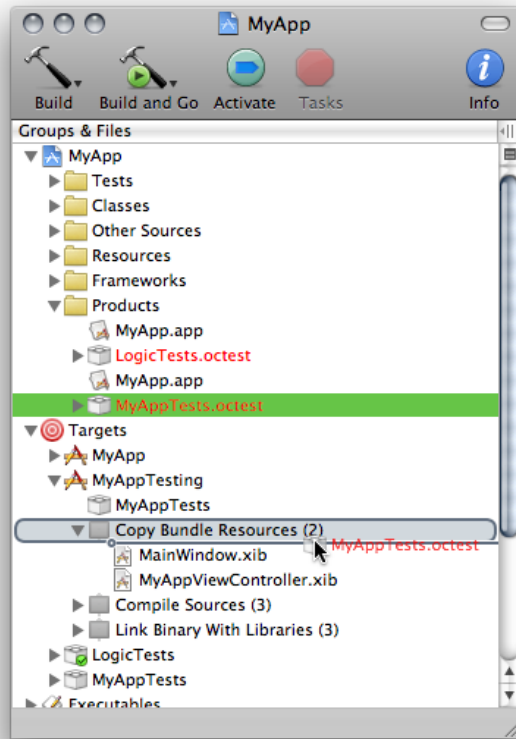 MyApp
Build
Build and Go
Activate
Tasks
Info
Groups & Files
MyApp
Tests
Classes
Other Sources
Resources
Frameworks
Products
MyApp.app
LogicTests.octest
MyApp.app
MyAppTests.octest
Targets
MyApp
MyAppTesting
MyAppTests
Copy Bundle Resources (2)
MyAppTests.octest
MainWindow.xib
MyAppViewController.xib
Compile Sources (3)
Link Binary With Libraries (3)
LogicTests
MyAppTests
Executables